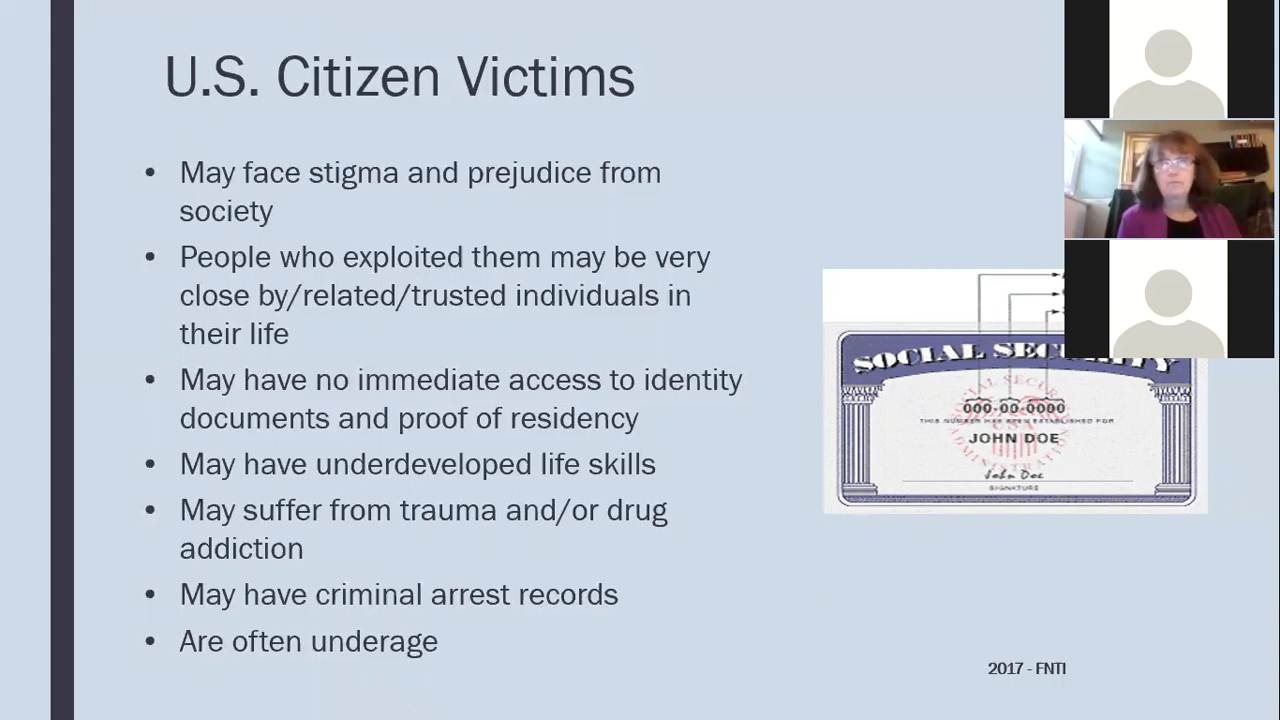 U.S. Citizen Victims
• May face stigma and prejudice from
society
• People who exploited them may be very
close by/related/trusted individuals in
their life
• May have no immediate access to identity
documents and proof of residency
• May have underdeveloped life skills
• May suffer from trauma and/or drug
addiction
• May have criminal arrest records
• Are often underage
SOCIAL SECURITY
000-00-0000
THIS NUMBER HAS BEEN ESTABLISHED FOR
JOHN DOE
John Doe
SIGNATURE
2017 - FNTI